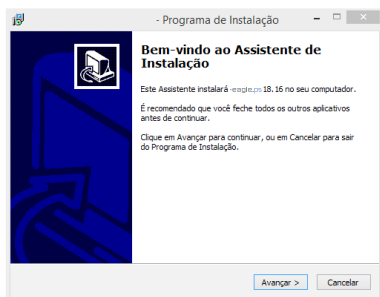 - Programa de Instalação
Bem-vindo ao Assistente de
Instalação
Este Assistente instalará 18.16 no seu computador.
É recomendado que você feche todos os outros aplicativos
antes de continuar.
Clique em Avançar para continuar, ou em Cancelar para sair
do Programa de Instalação.
Avançar >
Cancelar